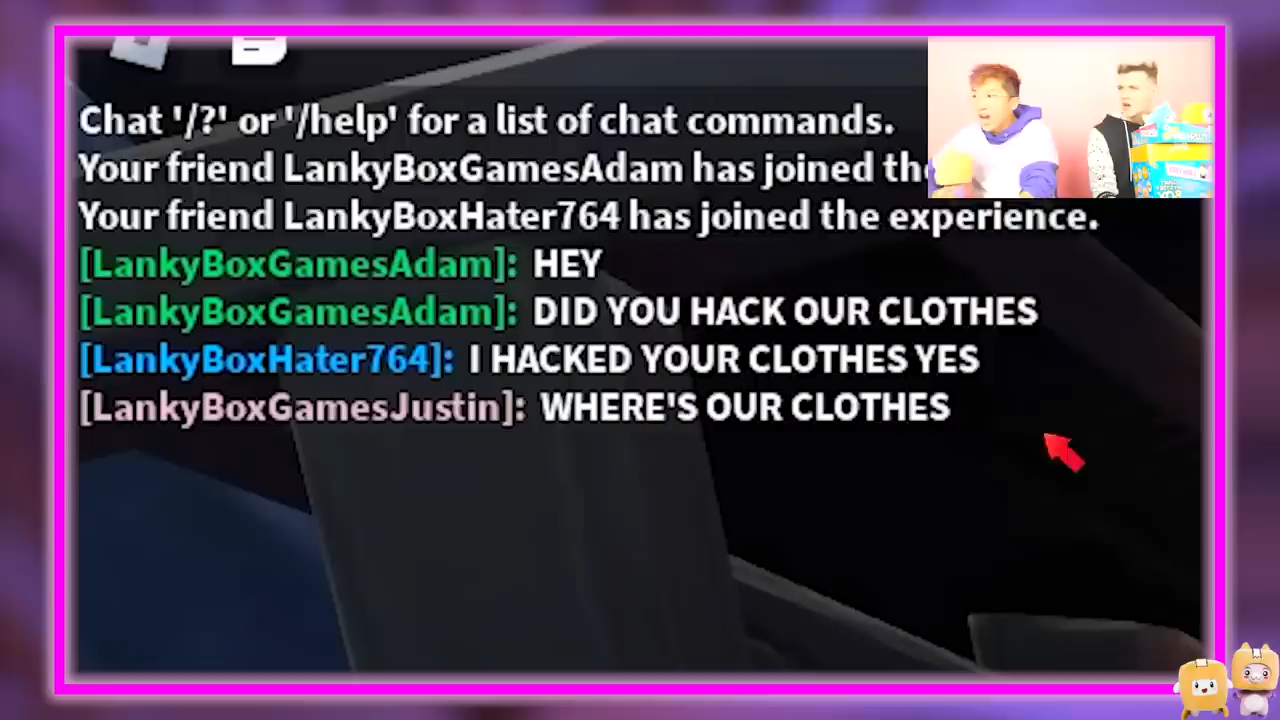 Chat '/?' or '/help' for a list of chat commands.
Your friend LankyBoxGamesAdam has joined the
Your friend LankyBoxHater764 has joined the experience.
[LankyBoxGamesAdam]: HEY
[LankyBoxGamesAdam]: DID YOU HACK OUR CLOTHES
[LankyBoxHater764]: I HACKED YOUR CLOTHES YES
[LankyBoxGamesJustin]: WHERE'S OUR CLOTHES